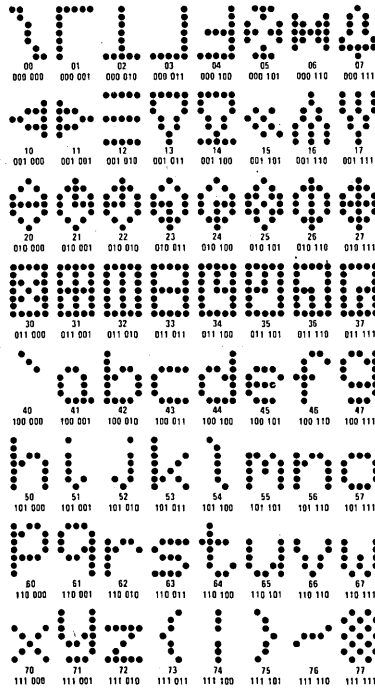 00 01 02 03 04 05 06 07
000 000 000 001 000 010 000 011 000 100 000 101 000 110 000 111
10 11 12 13 14 15 16 17
001 000 001 001 001 010 001 011 001 100 001 101 001 110 001 111
20 21 22 23 24 25 26 27
010 000 010 001 010 010 010 011 010 100 010 101 010 110 010 111
30 31 32 33 34 35 36 37
011 000 011 001 011 010 011 011 011 100 011 101 011 110 011 111
` a b c d e f g
40 41 42 43 44 45 46 47
100 000 100 001 100 010 100 011 100 100 100 101 100 110 100 111
h i j k l m n o
50 51 52 53 54 55 56 57
101 000 101 001 101 010 101 011 101 100 101 101 101 110 101 111
p q r s t u v w
60 61 62 63 64 65 66 67
110 000 110 001 110 010 110 011 110 100 110 101 110 110 110 111
x y z { ¦ } ~
70 71 72 73 74 75 76 77
111 000 111 001 111 010 111 011 111 100 111 101 111 110 111 111